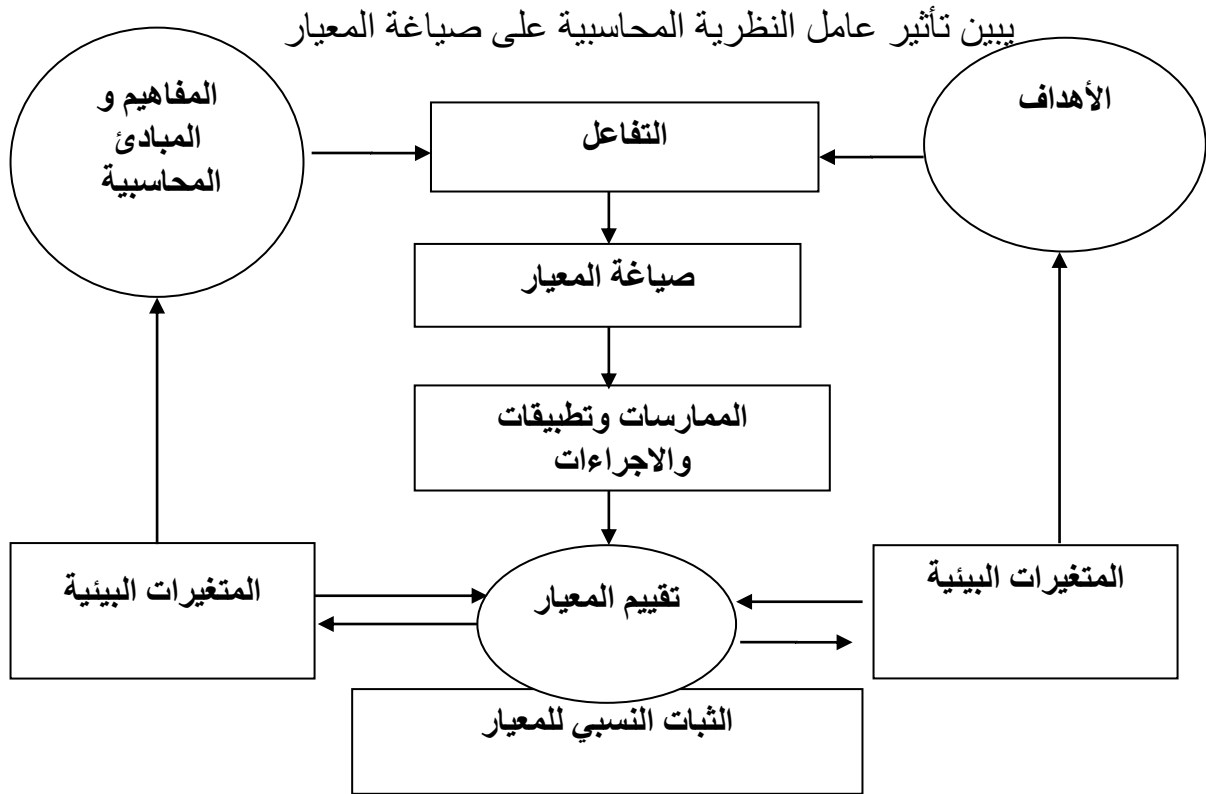 يبين تأثير عامل النظرية المحاسبية على صياغة المعيار
الأهداف
المفاهيم و
المبادئ
المحاسبية
التفاعل
صياغة المعيار
الممارسات وتطبيقات
والاجراءات
المتغيرات البيئية
تقييم المعيار
المتغيرات البيئية
الثبات النسبي للمعيار